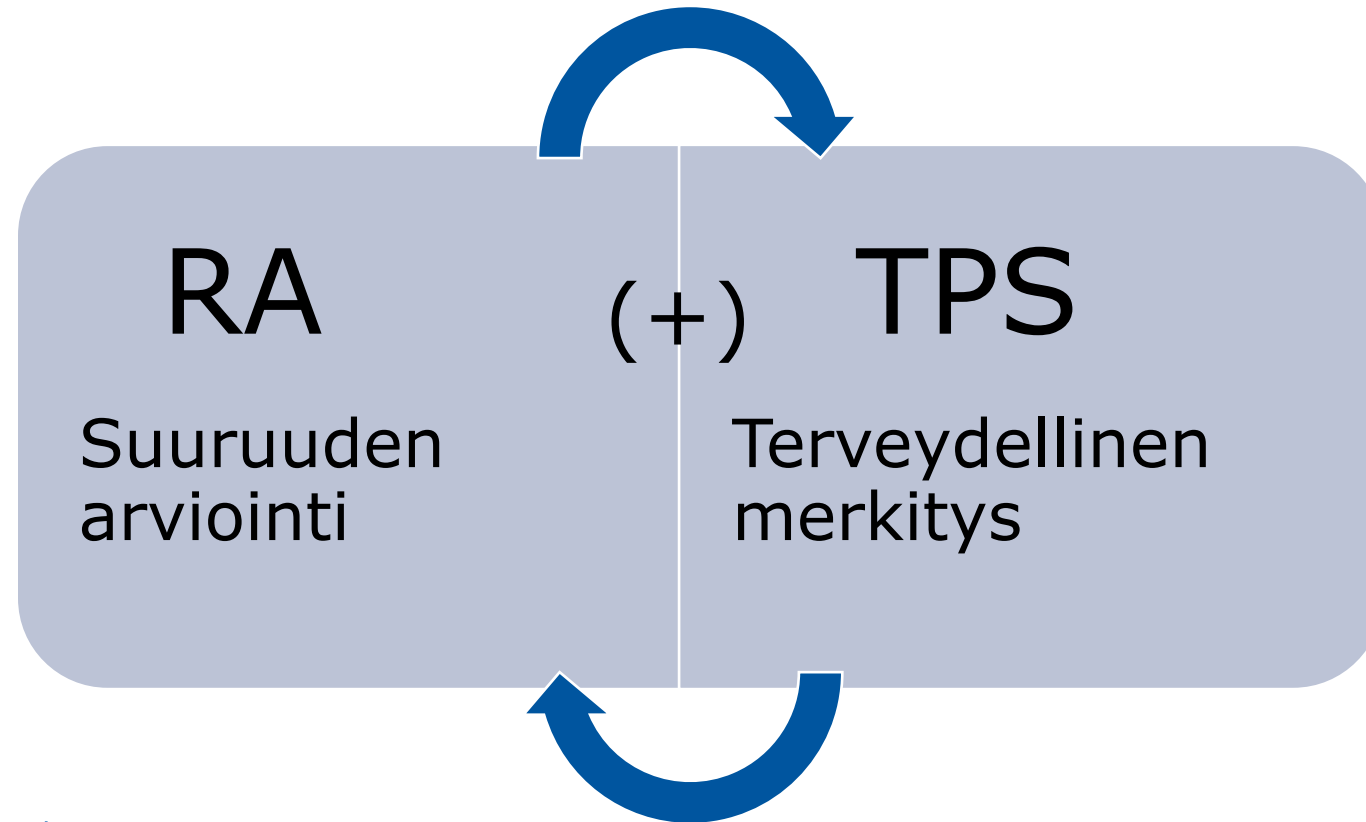 RA
(+)
TPS
Suuruuden
arviointi
Terveydellinen
merkitys